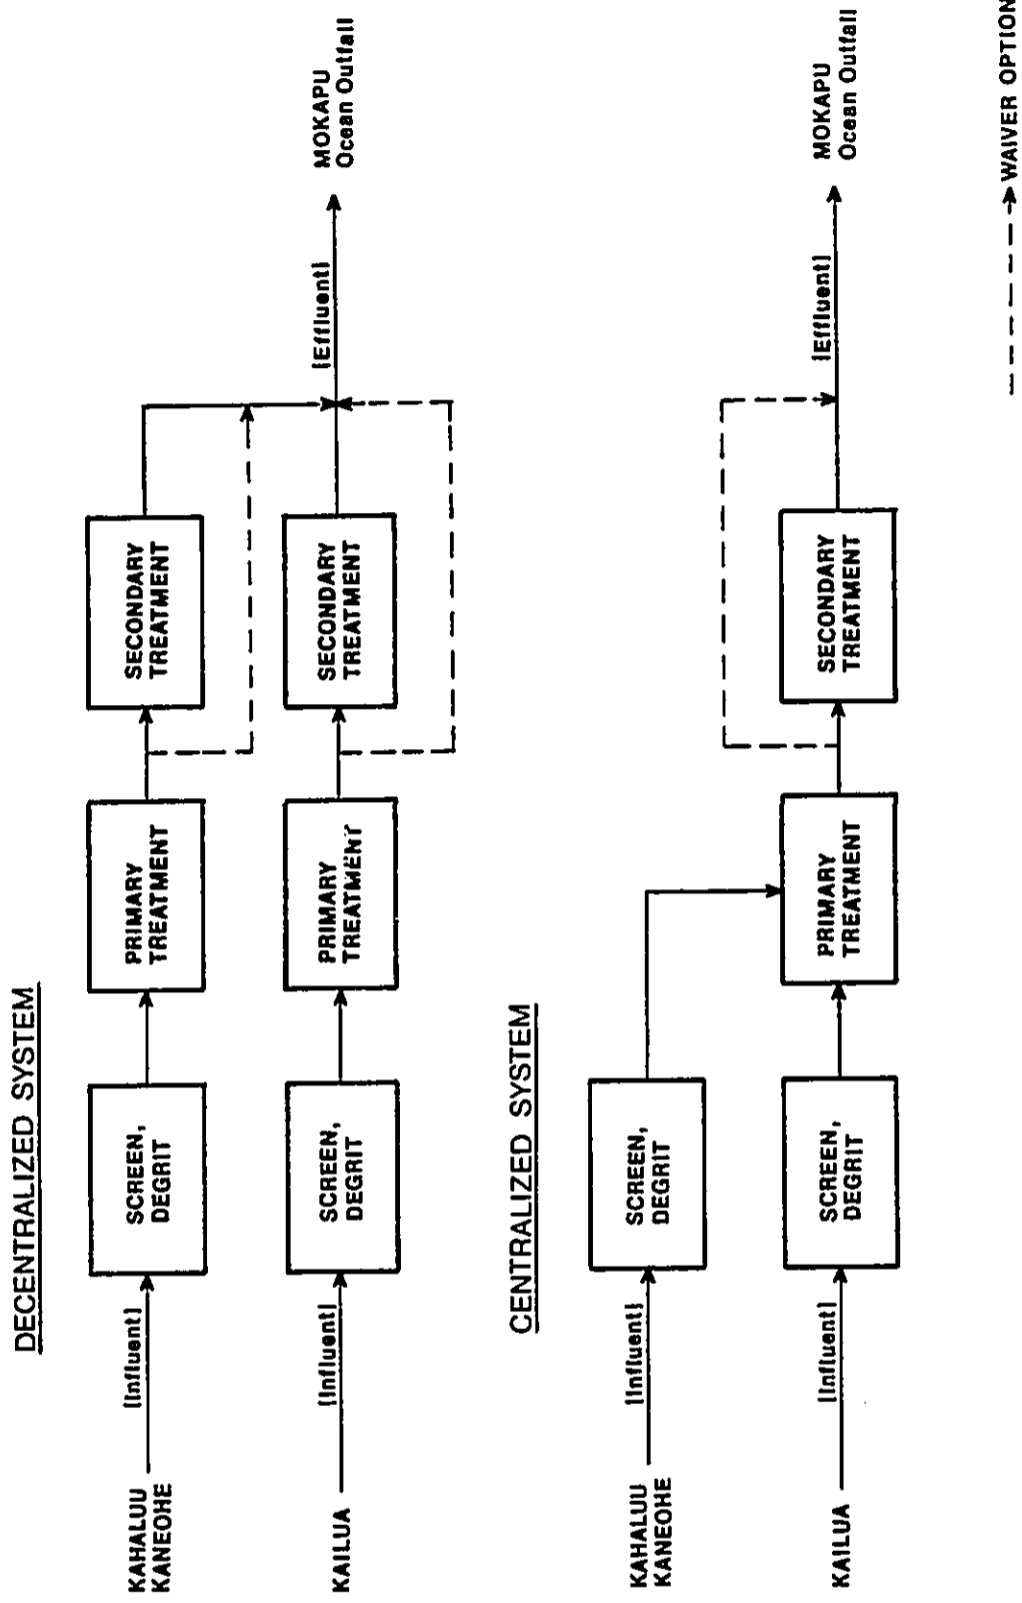 DECENTRALIZED SYSTEM
KAHALUU
KANEOHE
[Influent]
SCREEN,
DEGRIT
PRIMARY
TREATMENT
SECONDARY
TREATMENT
KAILUA
[Influent]
SCREEN,
DEGRIT
PRIMARY
TREATMENT
SECONDARY
TREATMENT
[Effluent]
MOKAPU
Ocean Outfall
CENTRALIZED SYSTEM
KAHALUU
KANEOHE
[Influent]
SCREEN,
DEGRIT
KAILUA
[Influent]
SCREEN,
DEGRIT
PRIMARY
TREATMENT
SECONDARY
TREATMENT
[Effluent]
MOKAPU
Ocean Outfall
WAIVER OPTION